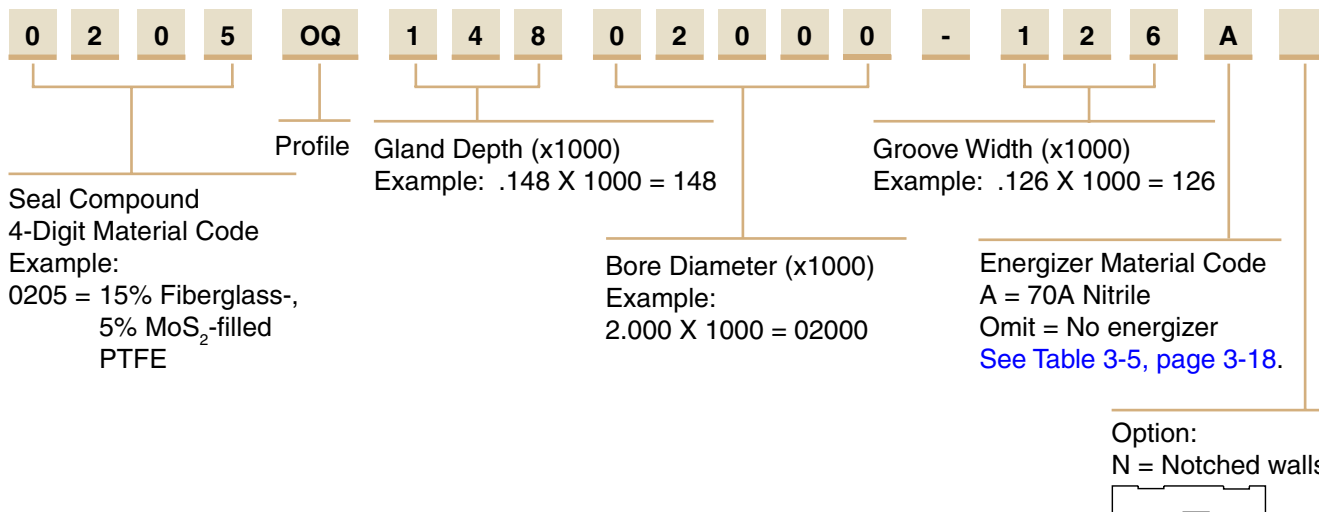 0 2 0 5 OQ 1 4 8 0 2 0 0 0 - 1 2 6 A
Profile
Gland Depth (x1000)
Example: .148 X 1000 = 148
Groove Width (x1000)
Example: .126 X 1000 = 126
Seal Compound
4-Digit Material Code
Example:
0205 = 15% Fiberglass-,
5% MoS2-filled
PTFE
Bore Diameter (x1000)
Example:
2.000 X 1000 = 02000
Energizer Material Code
A = 70A Nitrile
Omit = No energizer
See Table 3-5, page 3-18.
Option:
N = Notched walls